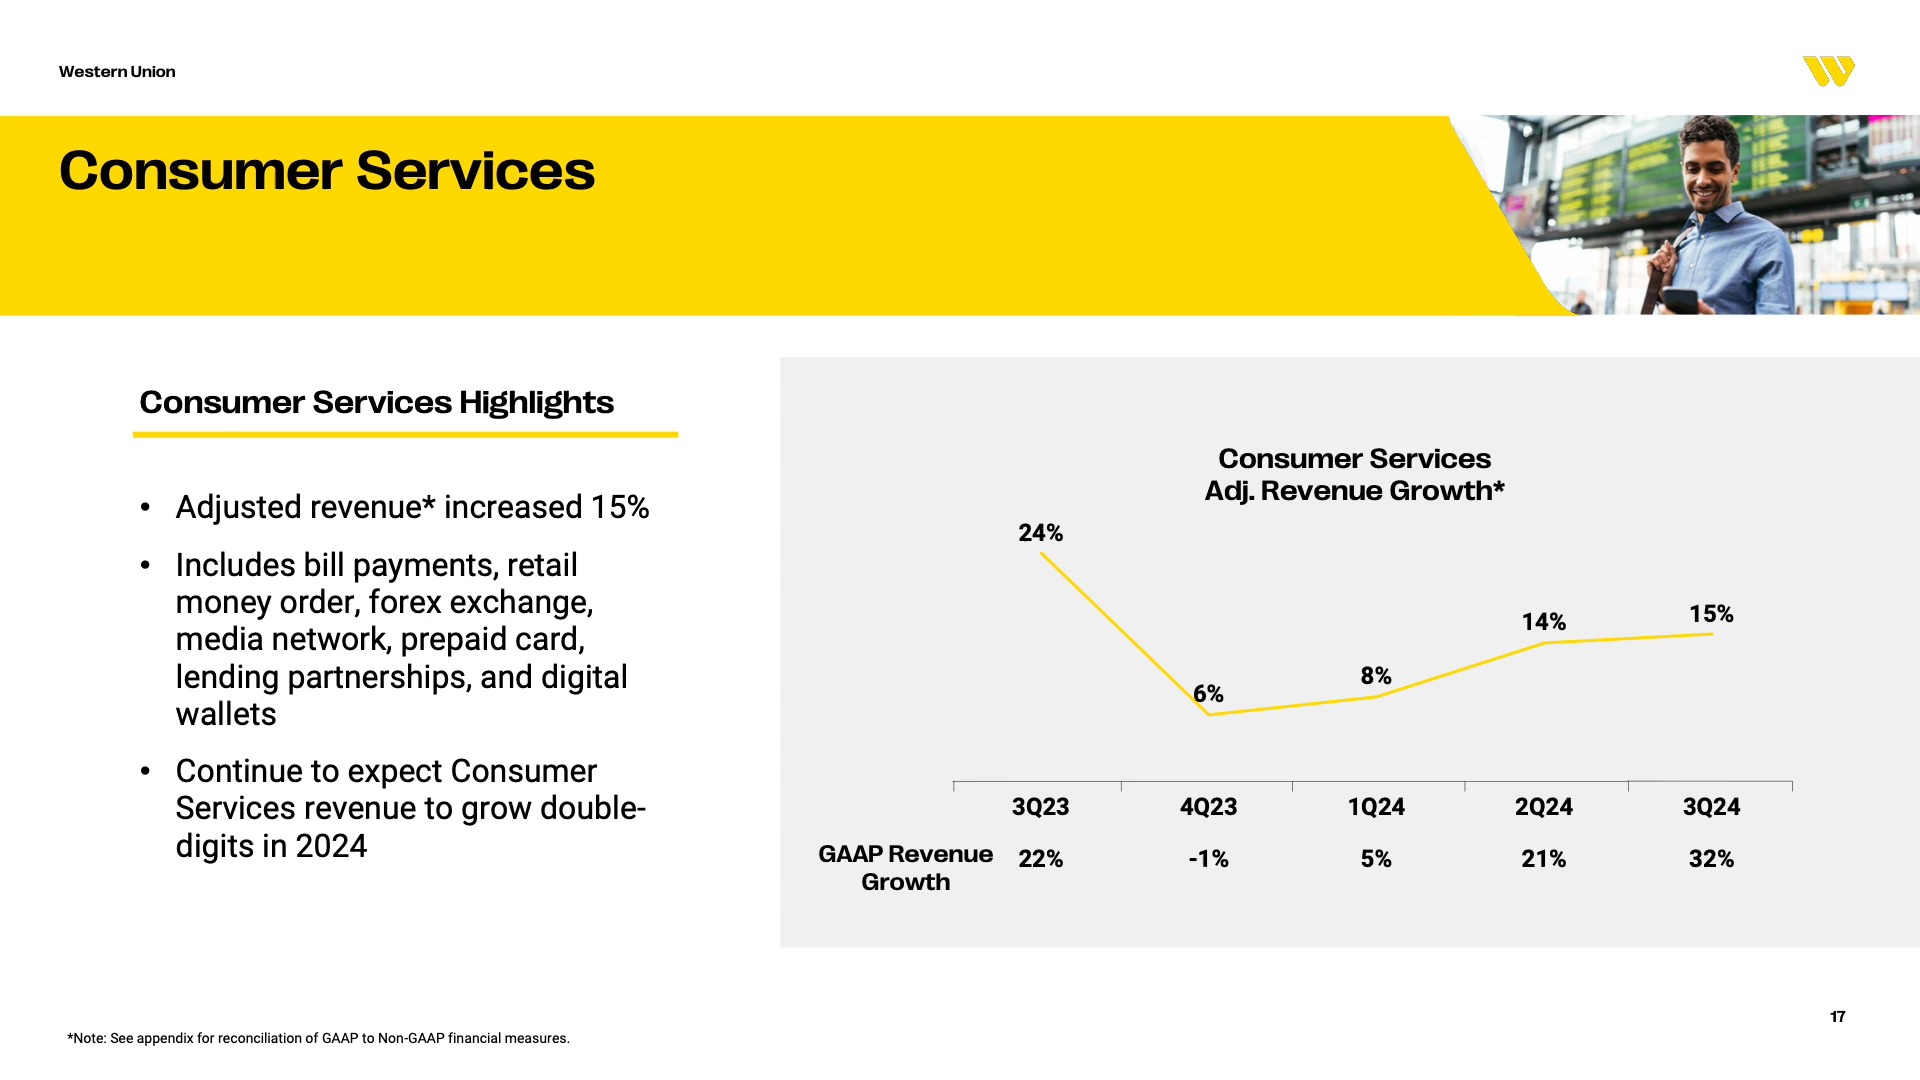 Western Union
Consumer Services
Consumer Services Highlights
• Adjusted revenue* increased 15%
• Includes bill payments, retail
money order, forex exchange,
media network, prepaid card,
lending partnerships, and digital
wallets
• Continue to expect Consumer
Services revenue to grow double-
digits in 2024
Consumer Services
Adj. Revenue Growth*
24%
6%
8%
14%
15%
3Q23 4Q23 1Q24 2Q24 3Q24
GAAP Revenue
Growth
22% -1% 5% 21% 32%
*Note: See appendix for reconciliation of GAAP to Non-GAAP financial measures.
17